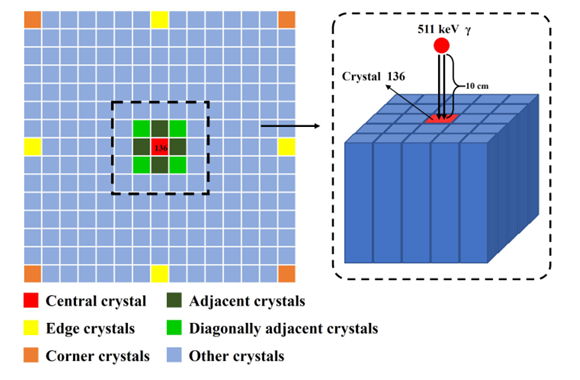 511 keV γ
Crystal 136
10 cm
136
Central crystal
Adjacent crystals
Edge crystals
Diagonally adjacent crystals
Corner crystals
Other crystals